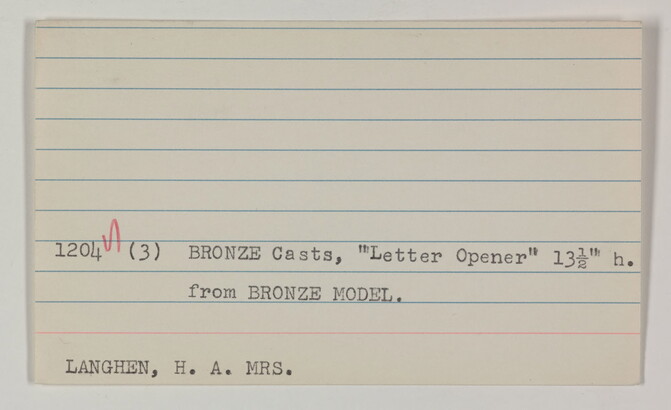 1204 (3) BRONZE Casts, "Letter Opener" 13½" h.
from BRONZE MODEL.
LANGHEN, H. A. MRS.